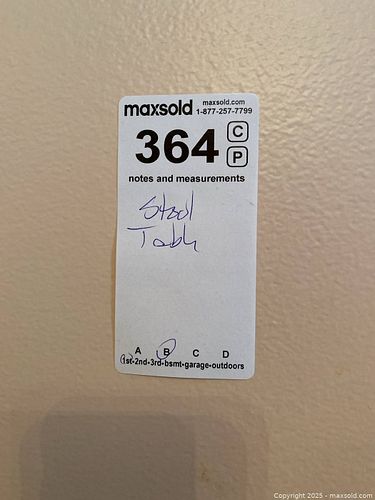 maxsold maxsold.com
1-877-257-7799
364 C
P
notes and measurements
Stool
Table
A B C D
1st-2nd-3rd-bsmt-garage-outdoors
Copyright 2025 - maxsold.com